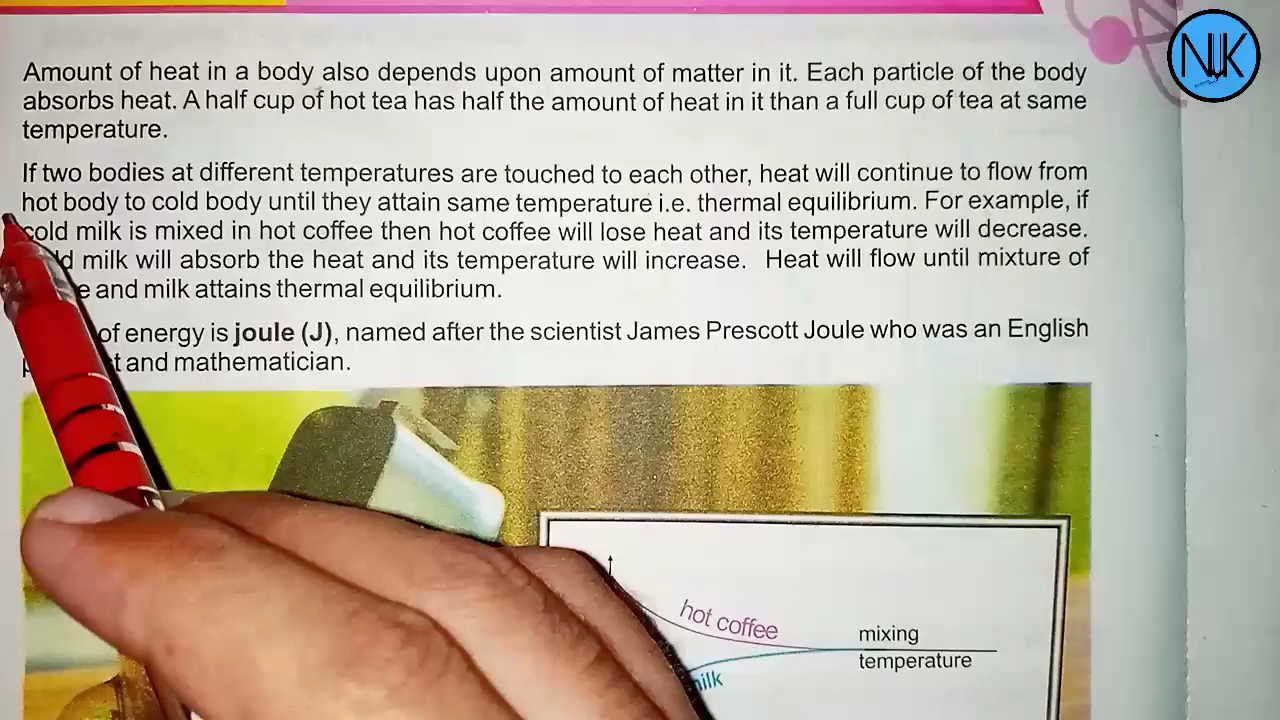 NJK
Amount of heat in a body also depends upon amount of matter in it. Each particle of the body
absorbs heat. A half cup of hot tea has half the amount of heat in it than a full cup of tea at same
temperature.
If two bodies at different temperatures are touched to each other, heat will continue to flow from
hot body to cold body until they attain same temperature i.e. thermal equilibrium. For example, if
cold milk is mixed in hot coffee then hot coffee will lose heat and its temperature will decrease.
milk will absorb the heat and its temperature will increase. Heat will flow until mixture of
and milk attains thermal equilibrium.
of energy is joule (J), named after the scientist James Prescott Joule who was an English
and mathematician.
hot coffee
mixing
temperature